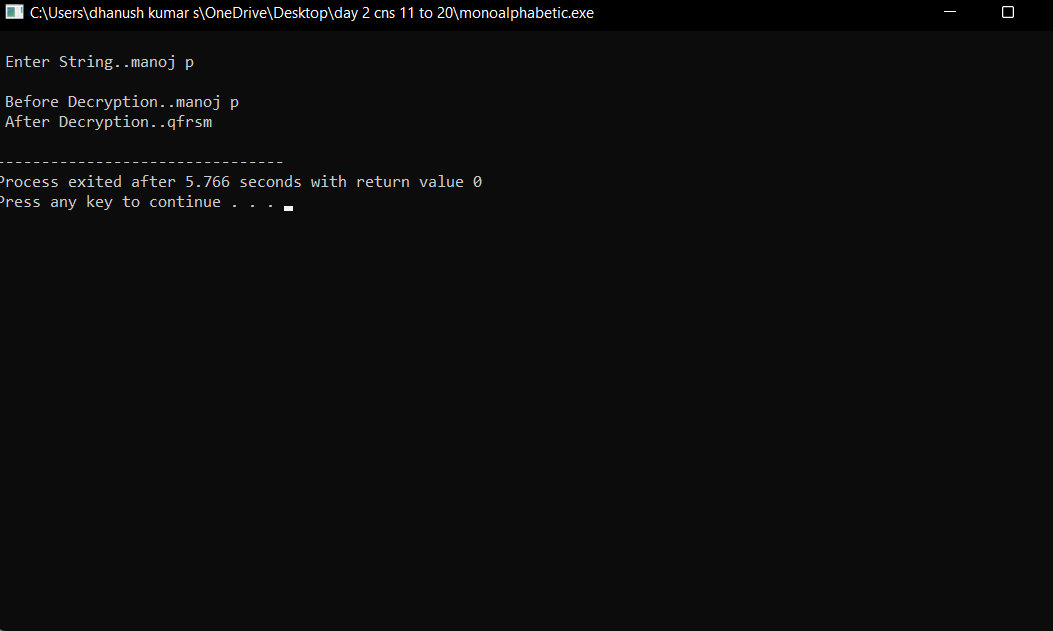 C:\Users\dhanush kumar s\OneDrive\Desktop\day 2 cns 11 to 20\monoalphabetic.exe
Enter String..manoj p
Before Decryption..manoj p
After Decryption..qfrsm
--------------------------------
Process exited after 5.766 seconds with return value 0
Press any key to continue . . .